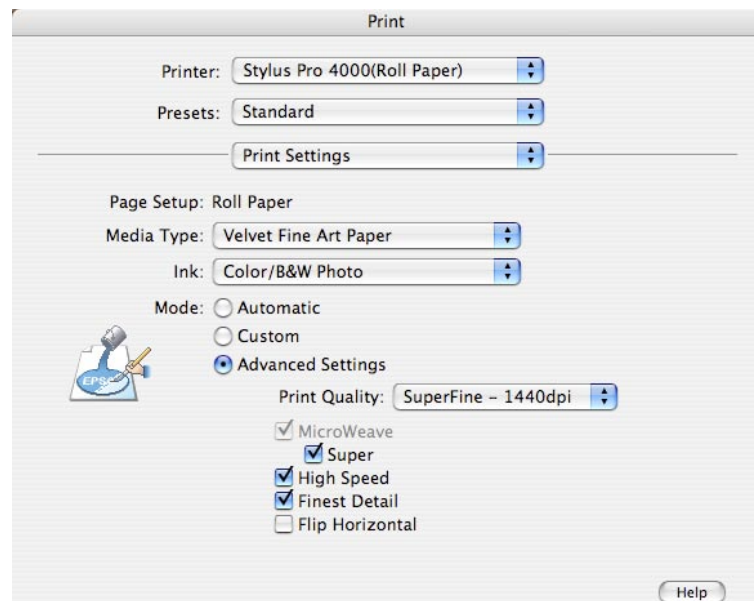 Print
Printer: Stylus Pro 4000(Roll Paper)
Presets: Standard
Print Settings
Page Setup: Roll Paper
Media Type: Velvet Fine Art Paper
Ink: Color/B&W Photo
Mode: Automatic
Custom
EPSON
Advanced Settings
Print Quality: SuperFine - 1440dpi
MicroWeave
Super
High Speed
Finest Detail
Flip Horizontal
Help